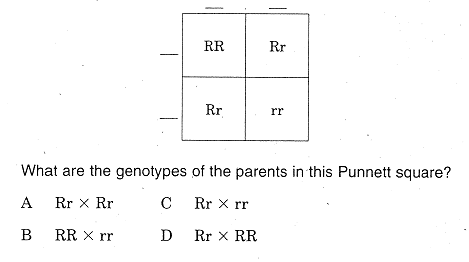 RR Rr
Rr rr
What are the genotypes of the parents in this Punnett square?
A Rr × Rr C Rr × rr
B RR × rr D Rr × RR